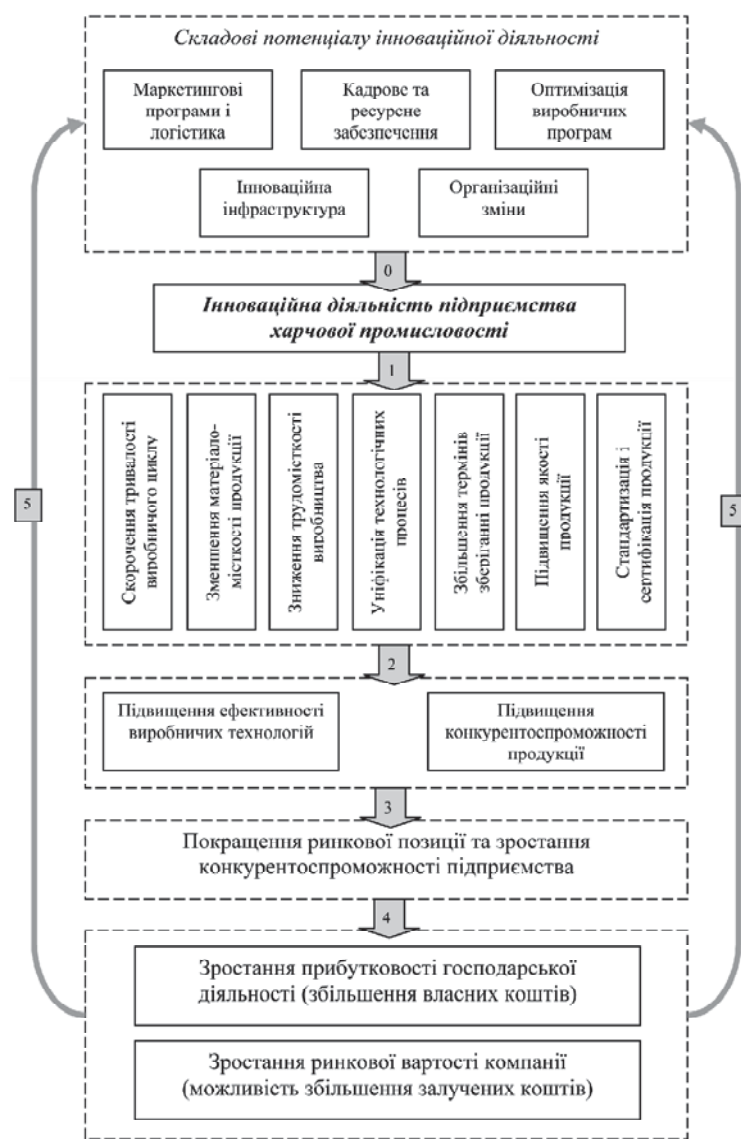 Складові потенціалу інноваційної діяльності
Маркетингові
програми і
логістика
Кадрове та
ресурсне
забезпечення
Оптимізація
виробничих
програм
Інноваційна
інфраструктура
Організаційні
зміни
0
Інноваційна діяльність підприємства
харчової промисловості
1
Скорочення тривалості
виробничого циклу
Зменшення матеріало-
місткості продукції
Зниження трудомісткості
виробництва
Уніфікація технологічних
процесів
Збільшення термінів
зберіганні продукції
Підвищення якості
продукції
Стандартизація і
сертифікація продукції
5
5
2
Підвищення ефективності
виробничих технологій
Підвищення
конкурентоспроможності
продукції
3
Покращення ринкової позиції та зростання
конкурентоспроможності підприємства
4
Зростання прибутковості господарської
діяльності (збільшення власних коштів)
Зростання ринкової вартості компанії
(можливість збільшення залучених коштів)